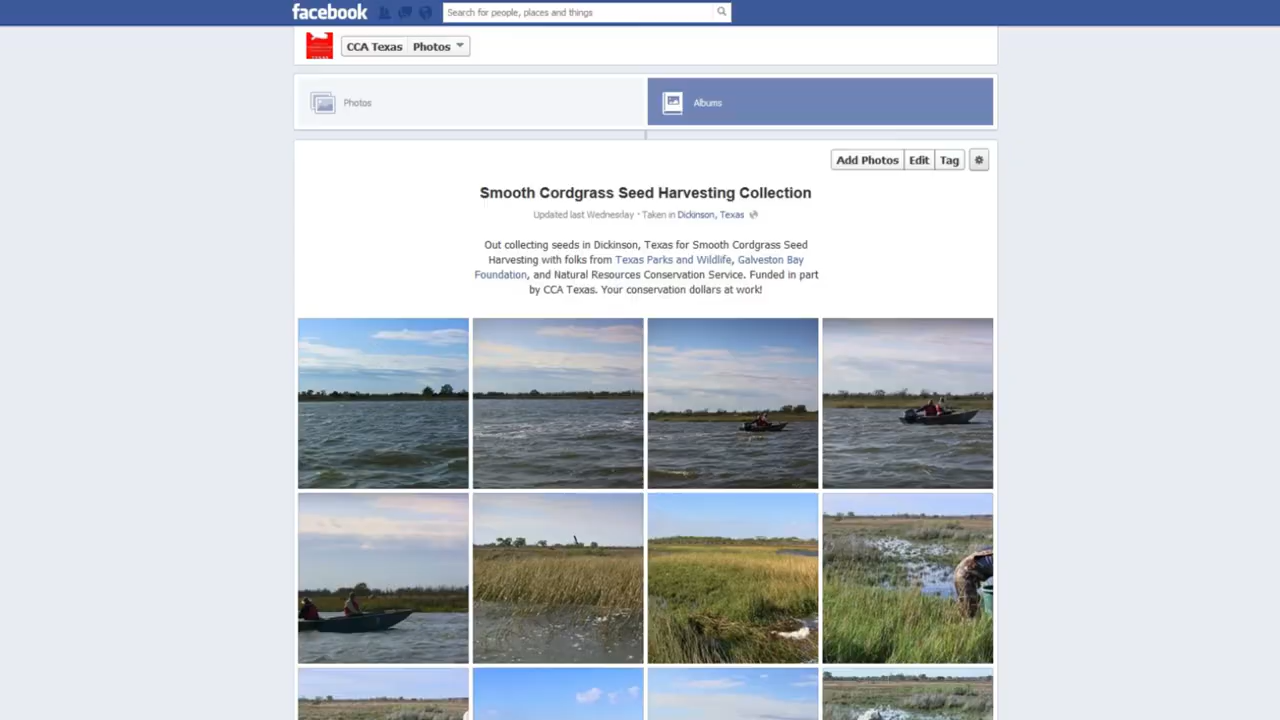 facebook
Search for people, places and things
CCA Texas Photos
Photos
Albums
Add Photos Edit Tag
Smooth Cordgrass Seed Harvesting Collection
Updated last Wednesday · Taken in Dickinson, Texas
Out collecting seeds in Dickinson, Texas for Smooth Cordgrass Seed
Harvesting with folks from Texas Parks and Wildlife, Galveston Bay
Foundation, and Natural Resources Conservation Service. Funded in part
by CCA Texas. Your conservation dollars at work!